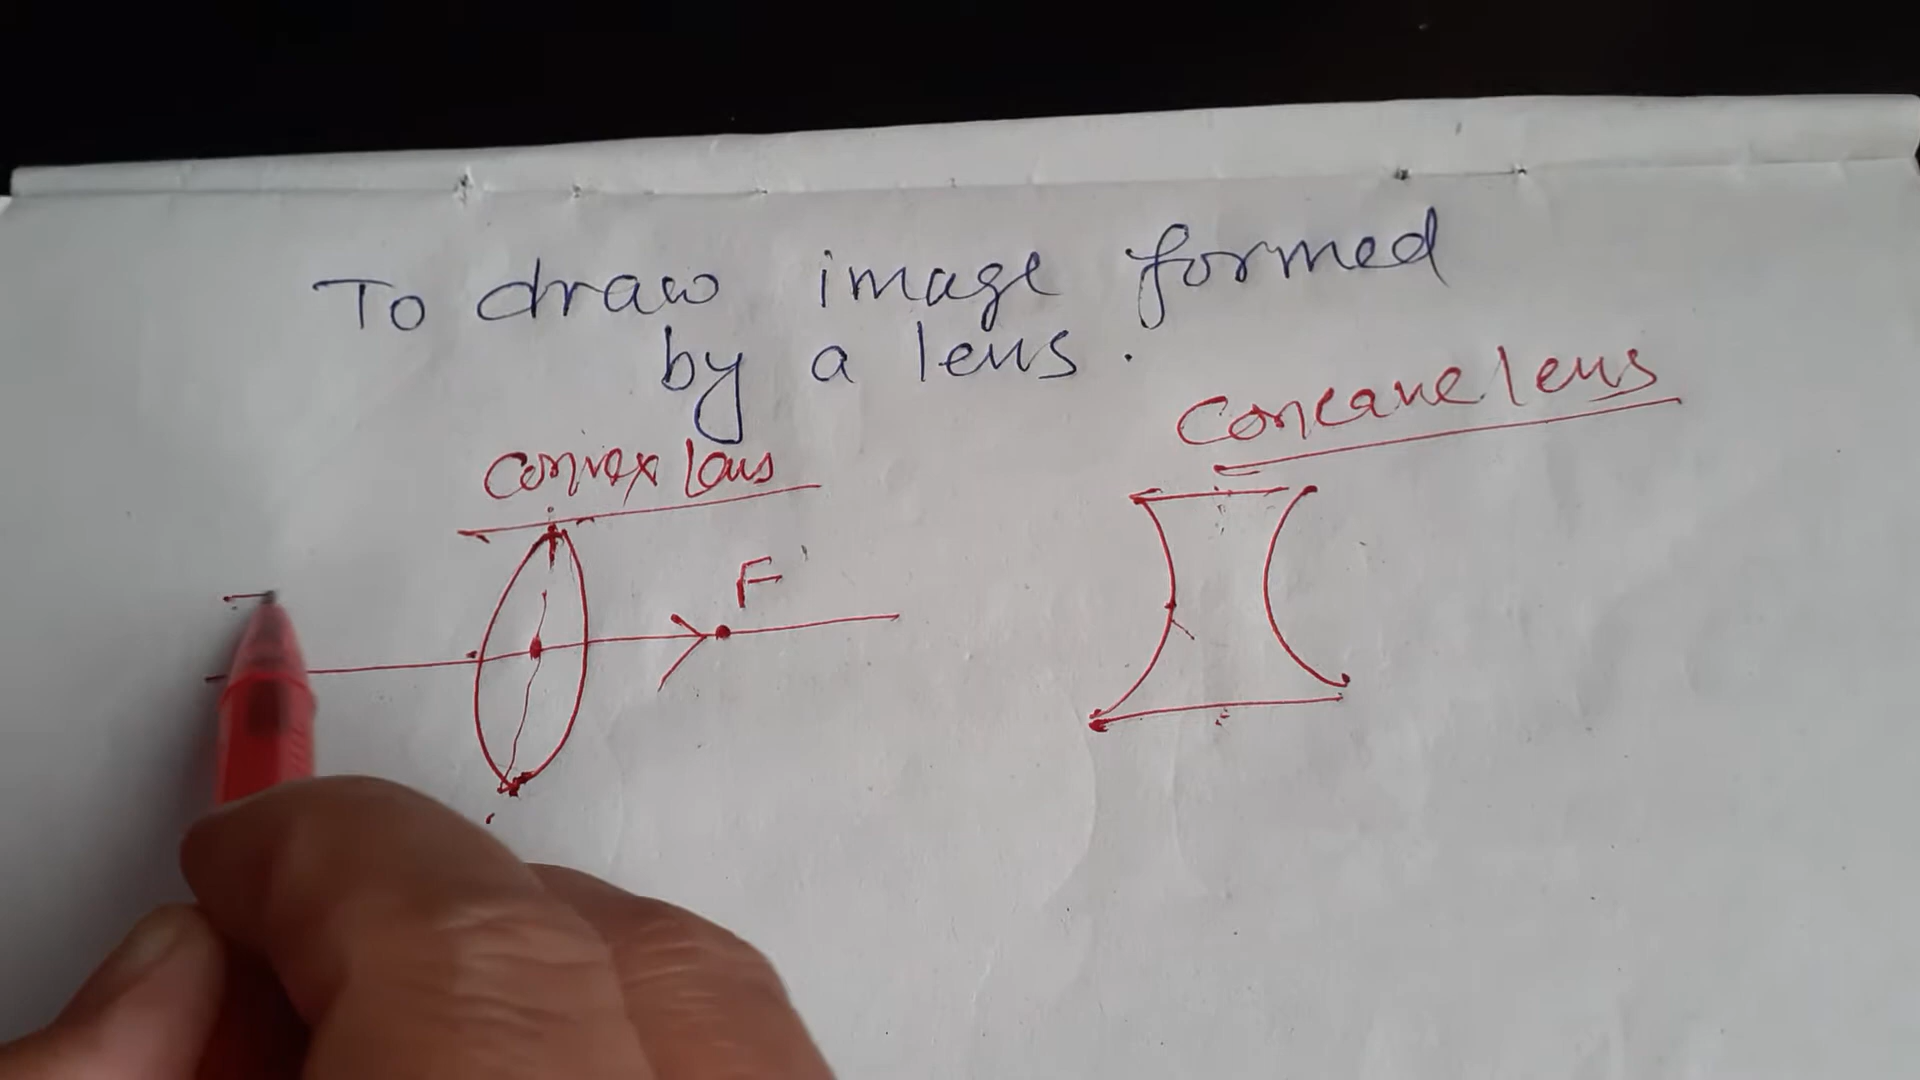 To draw image formed
by a lens.
Convex lens
Concave lens
F